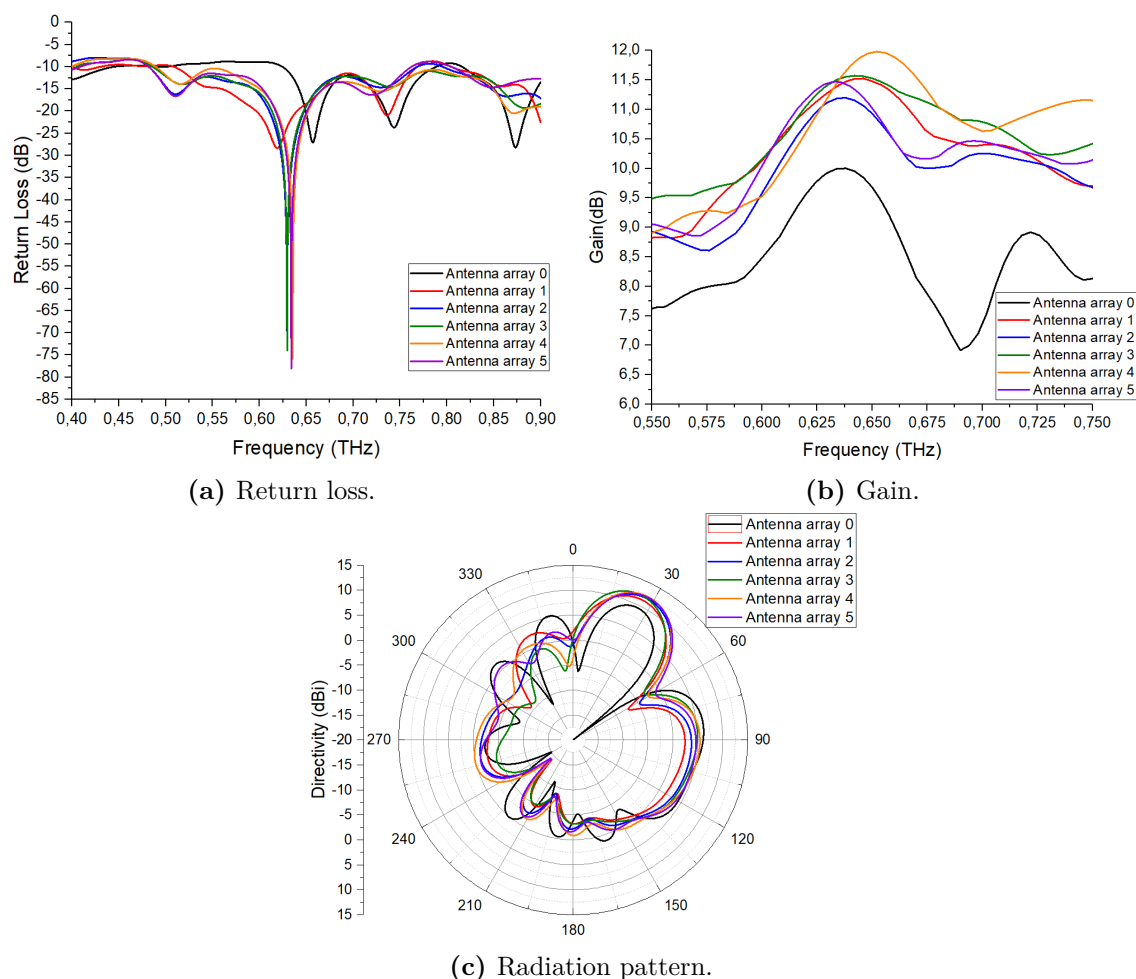 0
-5
-10
-15
-20
-25
-30
-35
-40
-45
-50
-55
-60
-65
-70
-75
-80
-85
Return Loss (dB)
Antenna array 0
Antenna array 1
Antenna array 2
Antenna array 3
Antenna array 4
Antenna array 5
0,40 0,45 0,50 0,55 0,60 0,65 0,70 0,75 0,80 0,85 0,90
Frequency (THz)
(a) Return loss.
12,0
11,5
11,0
10,5
10,0
9,5
9,0
8,5
8,0
7,5
7,0
6,5
6,0
Gain(dB)
Antenna array 0
Antenna array 1
Antenna array 2
Antenna array 3
Antenna array 4
Antenna array 5
0,550 0,575 0,600 0,625 0,650 0,675 0,700 0,725 0,750
Frequency (THz)
(b) Gain.
Antenna array 0
Antenna array 1
Antenna array 2
Antenna array 3
Antenna array 4
Antenna array 5
15
10
5
0
-5
-10
-15
-20
-15
-10
-5
0
5
10
15
Directivity (dBi)
0
30
60
90
120
150
180
210
240
270
300
330
(c) Radiation pattern.